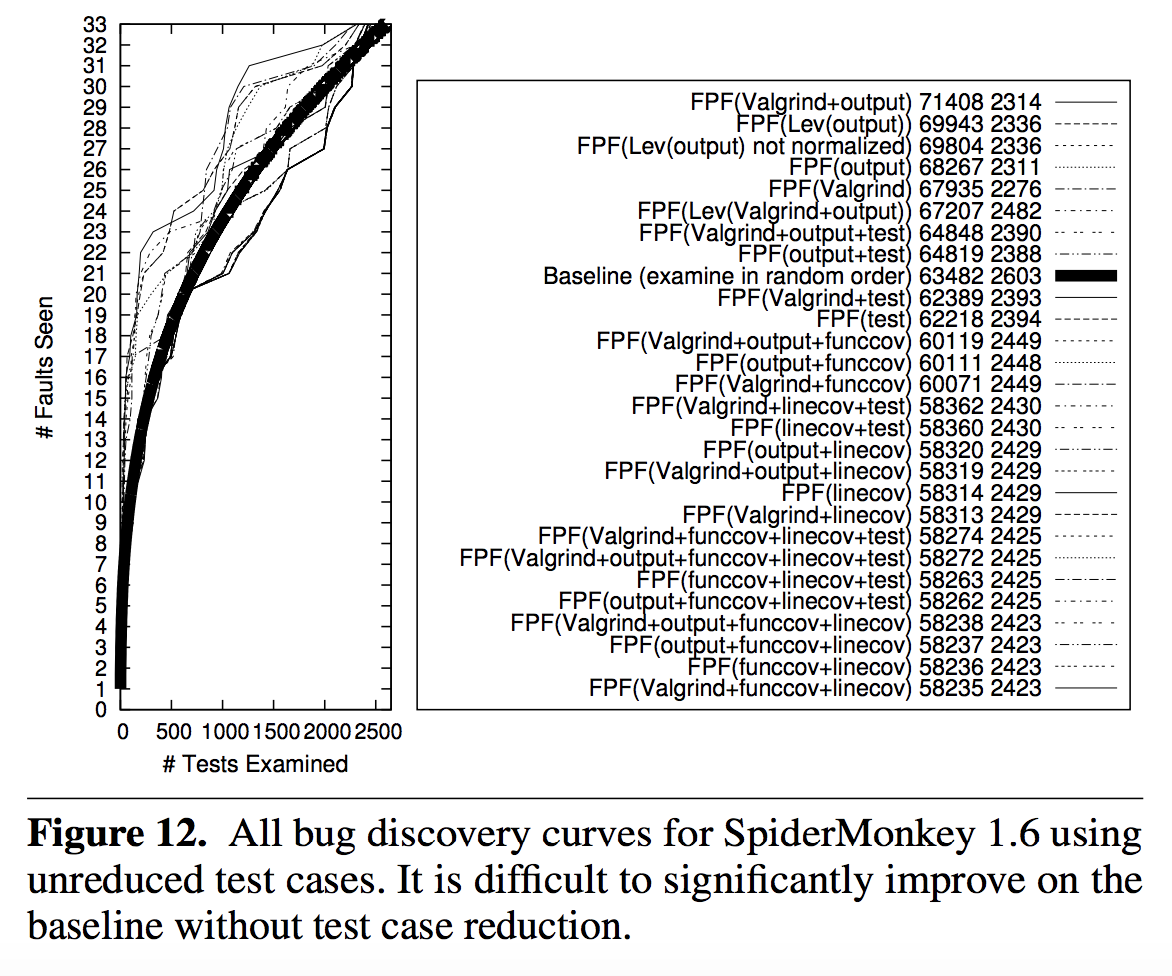 33
32
31
30
29
28
27
26
25
24
23
22
21
20
19
18
17
16
15
14
13
12
11
10
9
8
7
6
5
4
3
2
1
0
# Faults Seen
0 500 1000 1500 2000 2500
# Tests Examined
FPF(Valgrind+output) 71408 2314
FPF(Lev(output)) 69943 2336
FPF(Lev(output) not normalized) 69804 2336
FPF(output) 68267 2311
FPF(Valgrind) 67935 2276
FPF(Lev(Valgrind+output)) 67207 2482
FPF(Valgrind+output+test) 64848 2390
FPF(output+test) 64819 2388
Baseline (examine in random order) 63482 2603
FPF(Valgrind+test) 62389 2393
FPF(test) 62218 2394
FPF(Valgrind+output+funccov) 60119 2449
FPF(output+funccov) 60111 2448
FPF(Valgrind+funccov) 60071 2449
FPF(Valgrind+linecov+test) 58362 2430
FPF(linecov+test) 58360 2430
FPF(output+linecov) 58320 2429
FPF(Valgrind+output+linecov) 58319 2429
FPF(linecov) 58314 2429
FPF(Valgrind+linecov) 58313 2429
FPF(Valgrind+funccov+linecov+test) 58274 2425
FPF(Valgrind+output+funccov+linecov+test) 58272 2425
FPF(funccov+linecov+test) 58263 2425
FPF(output+funccov+linecov+test) 58262 2425
FPF(Valgrind+output+funccov+linecov) 58238 2423
FPF(output+funccov+linecov) 58237 2423
FPF(funccov+linecov) 58236 2423
FPF(Valgrind+funccov+linecov) 58235 2423
Figure 12. All bug discovery curves for SpiderMonkey 1.6 using
unreduced test cases. It is difficult to significantly improve on the
baseline without test case reduction.